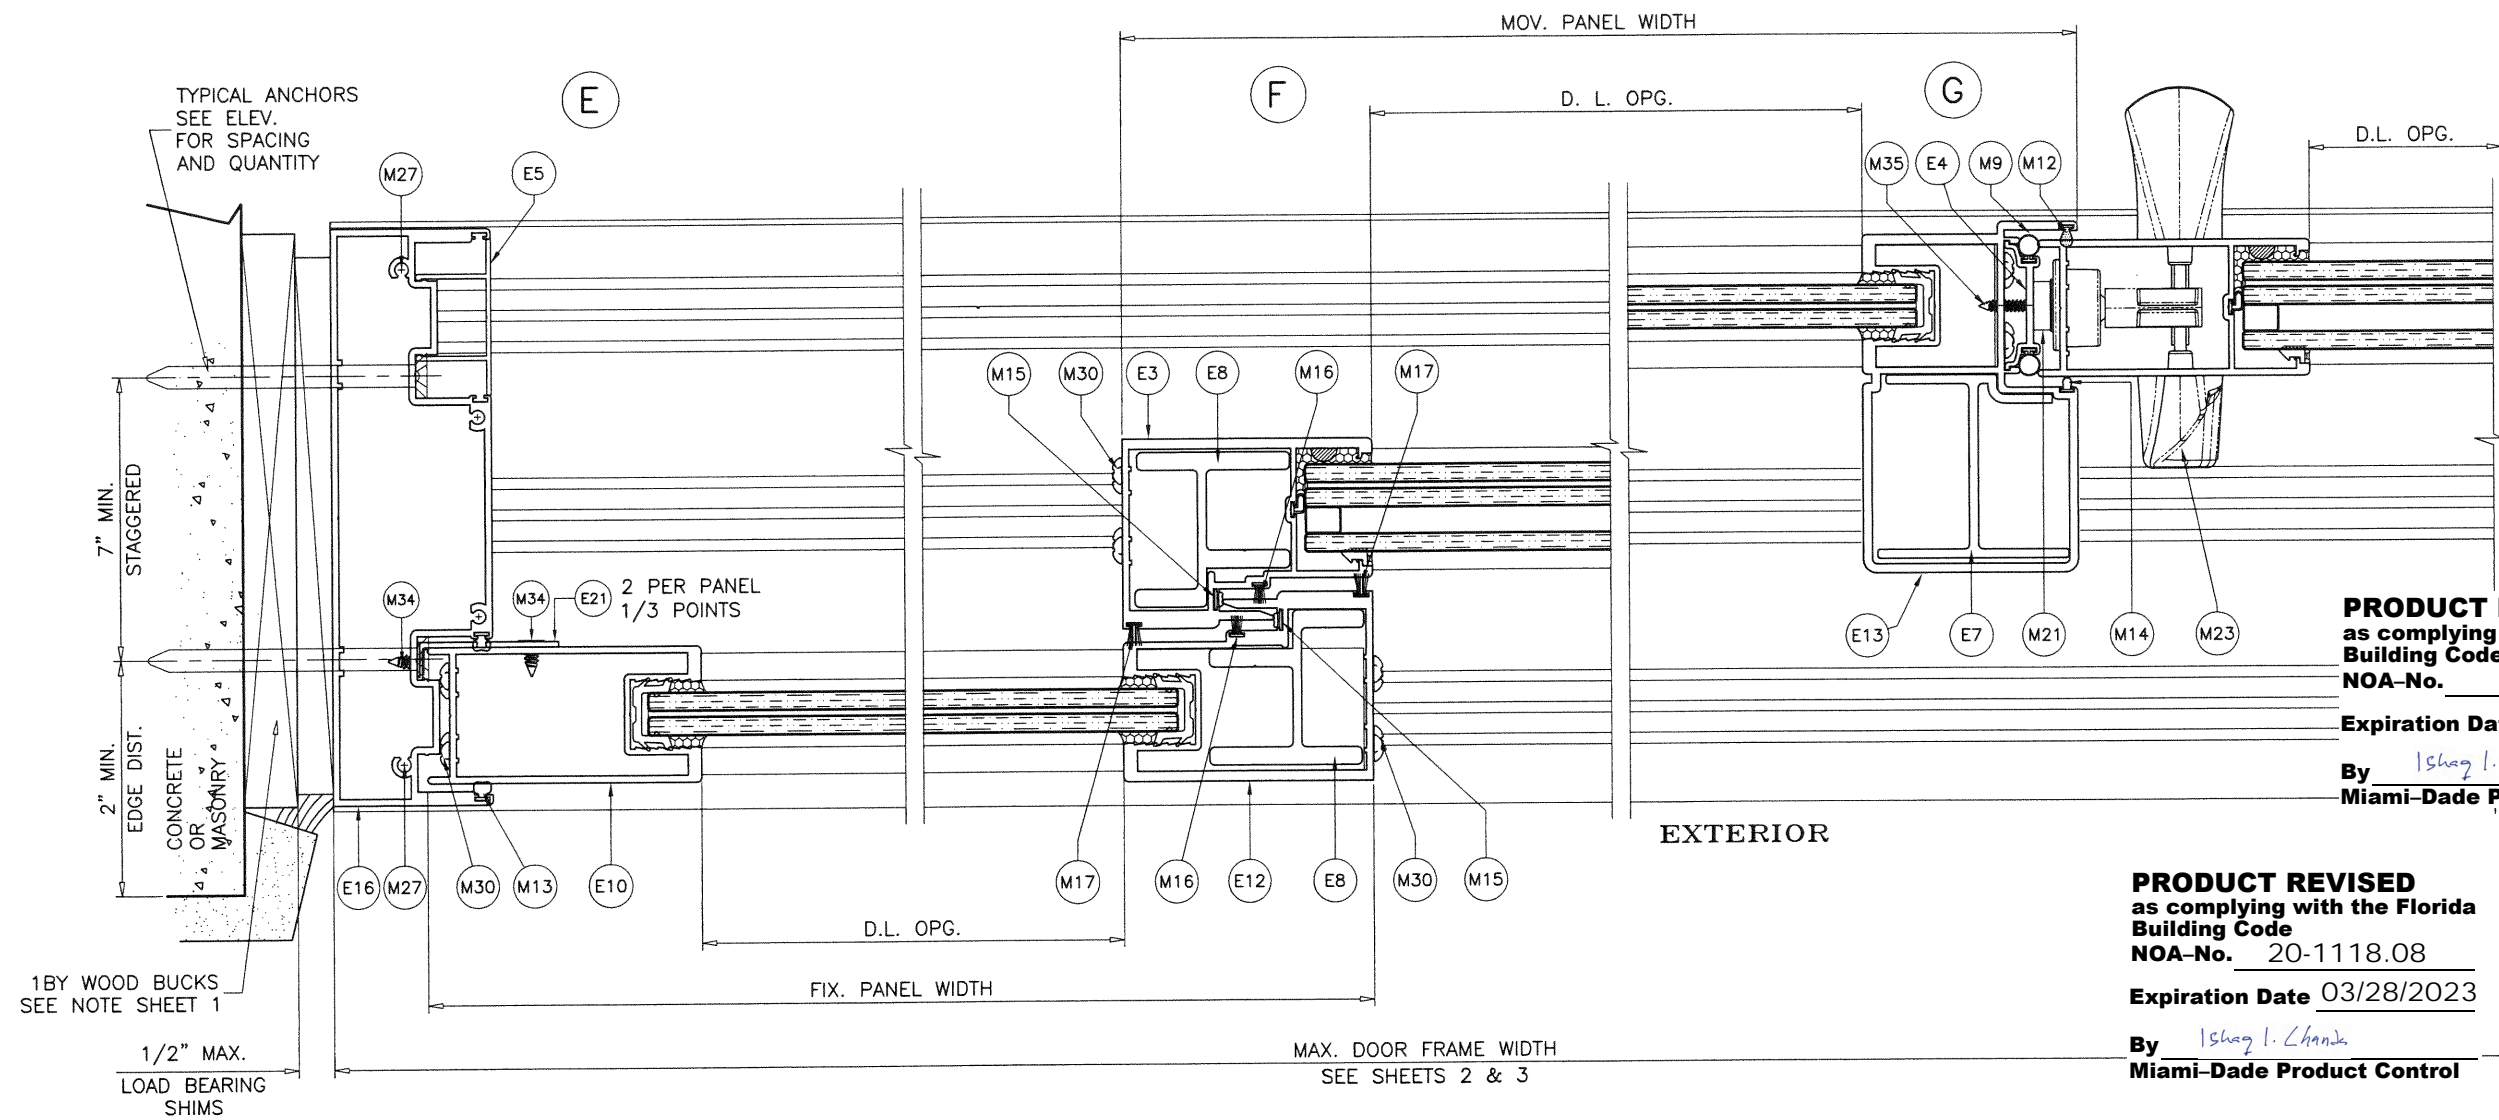 MOV. PANEL WIDTH
TYPICAL ANCHORS
SEE ELEV.
FOR SPACING
AND QUANTITY
E
F
G
D. L. OPG.
D.L. OPG.
M27
E5
M35
E4
M9
M12
M15
M30
E3
E8
M16
M17
7" MIN.
STAGGERED
M34
M34
E21
2 PER PANEL
1/3 POINTS
E13
E7
M21
M14
M23
2" MIN.
EDGE DIST.
CONCRETE
OR
MASONRY
EXTERIOR
E16
M27
M30
M13
E10
M17
M16
E12
E8
M30
M15
D.L. OPG.
1BY WOOD BUCKS
SEE NOTE SHEET 1
FIX. PANEL WIDTH
1/2" MAX.
LOAD BEARING
SHIMS
MAX. DOOR FRAME WIDTH
SEE SHEETS 2 & 3
PRODUCT
as complying
Building Code
NOA–No.
Expiration Da
By Ishaq I.
Miami–Dade P
PRODUCT REVISED
as complying with the Florida
Building Code
NOA–No. 20-1118.08
Expiration Date 03/28/2023
By Ishaq I. Chanda
Miami–Dade Product Control